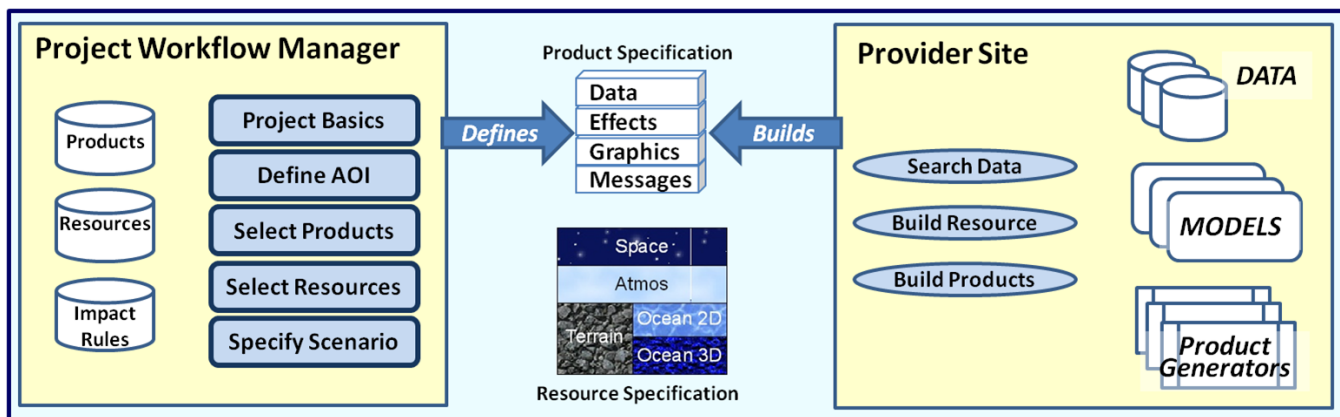 Project Workflow Manager
Products
Resources
Impact
Rules
Project Basics
Define AOI
Select Products
Select Resources
Specify Scenario
Defines
Product Specification
Data
Effects
Graphics
Messages
Space
Atmos
Terrain
Ocean 2D
Ocean 3D
Resource Specification
Builds
Provider Site
Search Data
Build Resource
Build Products
DATA
MODELS
Product
Generators